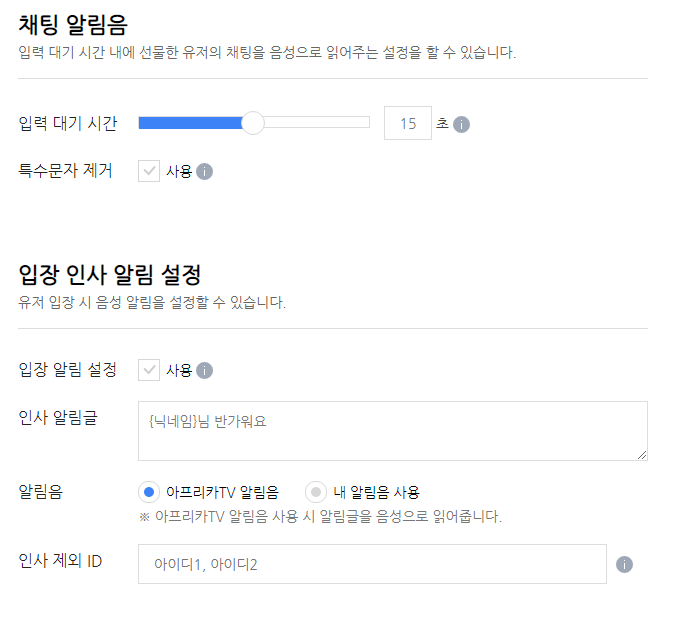 채팅 알림음
입력 대기 시간 내에 선물한 유저의 채팅을 음성으로 읽어주는 설정을 할 수 있습니다.
입력 대기 시간 15 초
특수문자 제거 사용
입장 인사 알림 설정
유저 입장 시 음성 알림을 설정할 수 있습니다.
입장 알림 설정 사용
인사 알림글 {닉네임}님 반가워요
알림음 아프리카TV 알림음 내 알림음 사용
※ 아프리카TV 알림음 사용 시 알림글을 음성으로 읽어줍니다.
인사 제외 ID 아이디1, 아이디2